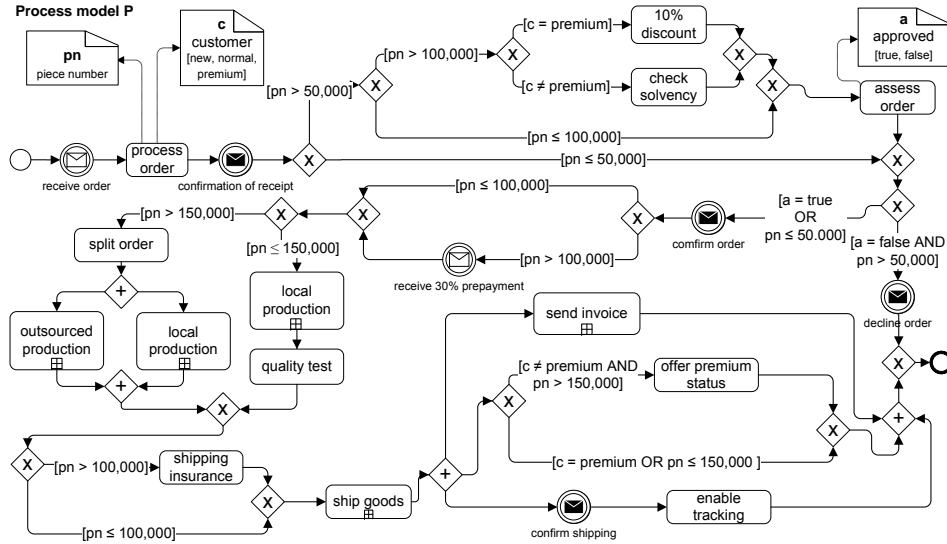 Process model P
pn
piece number
c
customer
[new, normal,
premium]
a
approved
[true, false]
[pn > 50,000]
[pn > 100,000]
[c = premium]
10%
discount
[c ≠ premium]
check
solvency
X
X
X
X
[pn ≤ 100,000]
assess
order
receive order
process
order
confirmation of receipt
X
[pn ≤ 50,000]
X
[pn > 150,000]
X
[pn ≤ 100,000]
X
X
comfirm order
[a = true
OR
pn ≤ 50.000]
X
[a = false AND
pn > 50,000]
decline order
split order
[pn ≤ 150,000]
receive 30% prepayment
[pn > 100,000]
+
outsourced
production
local
production
local
production
quality test
+
X
send invoice
[c ≠ premium AND
pn > 150,000]
offer premium
status
X
X
[c = premium OR pn ≤ 150,000 ]
X
+
X
[pn > 100,000]
shipping
insurance
X
[pn ≤ 100,000]
ship goods
+
confirm shipping
enable
tracking